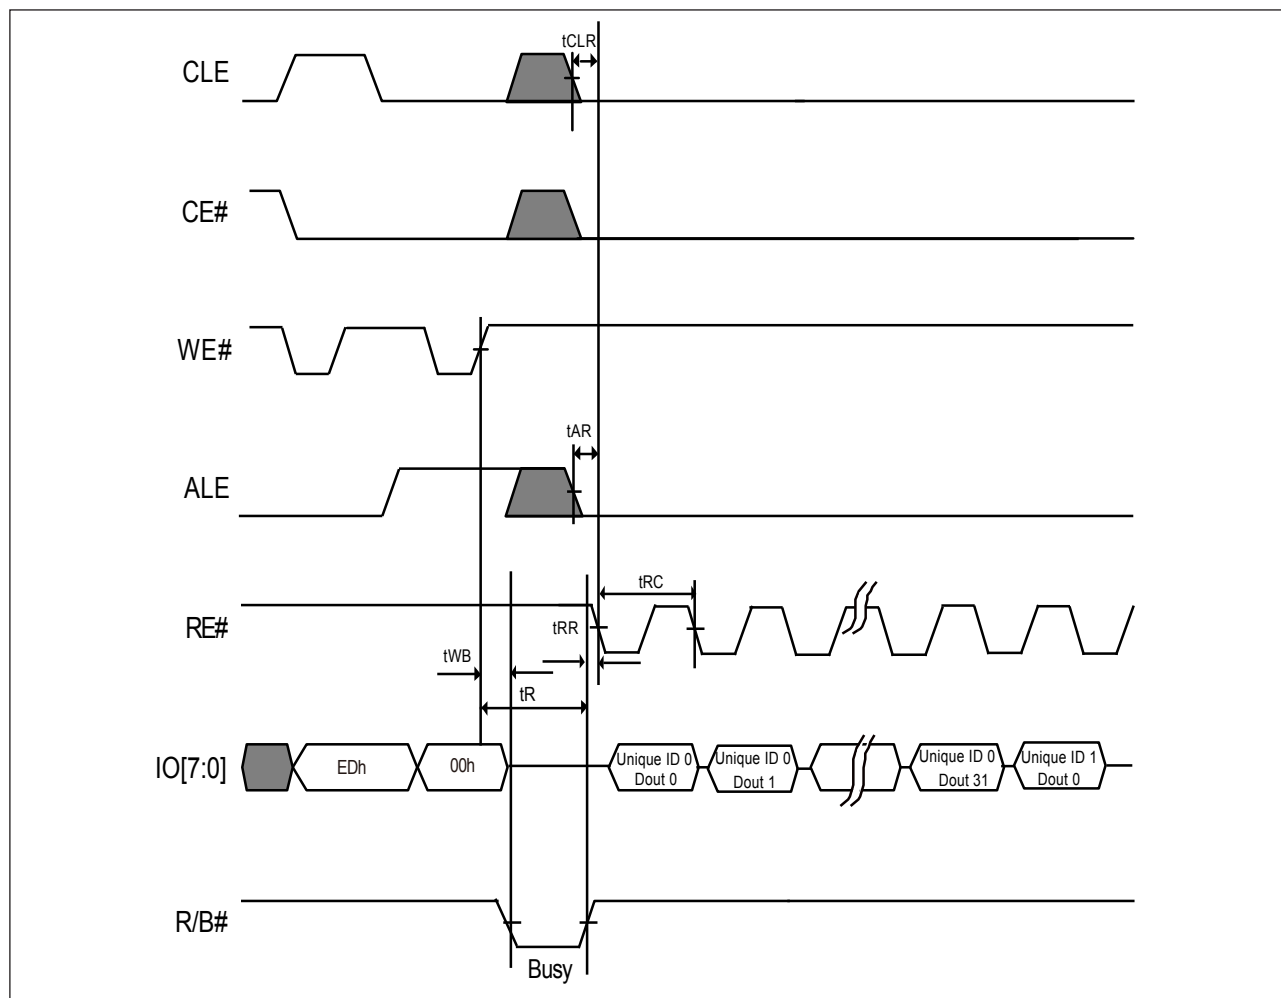 tCLR
CLE
CE#
WE#
tAR
ALE
tRC
RE#
tRR
tWB
tR
IO[7:0]
EDh
00h
Unique ID 0
Dout 0
Unique ID 0
Dout 1
Unique ID 0
Dout 31
Unique ID 1
Dout 0
R/B#
Busy